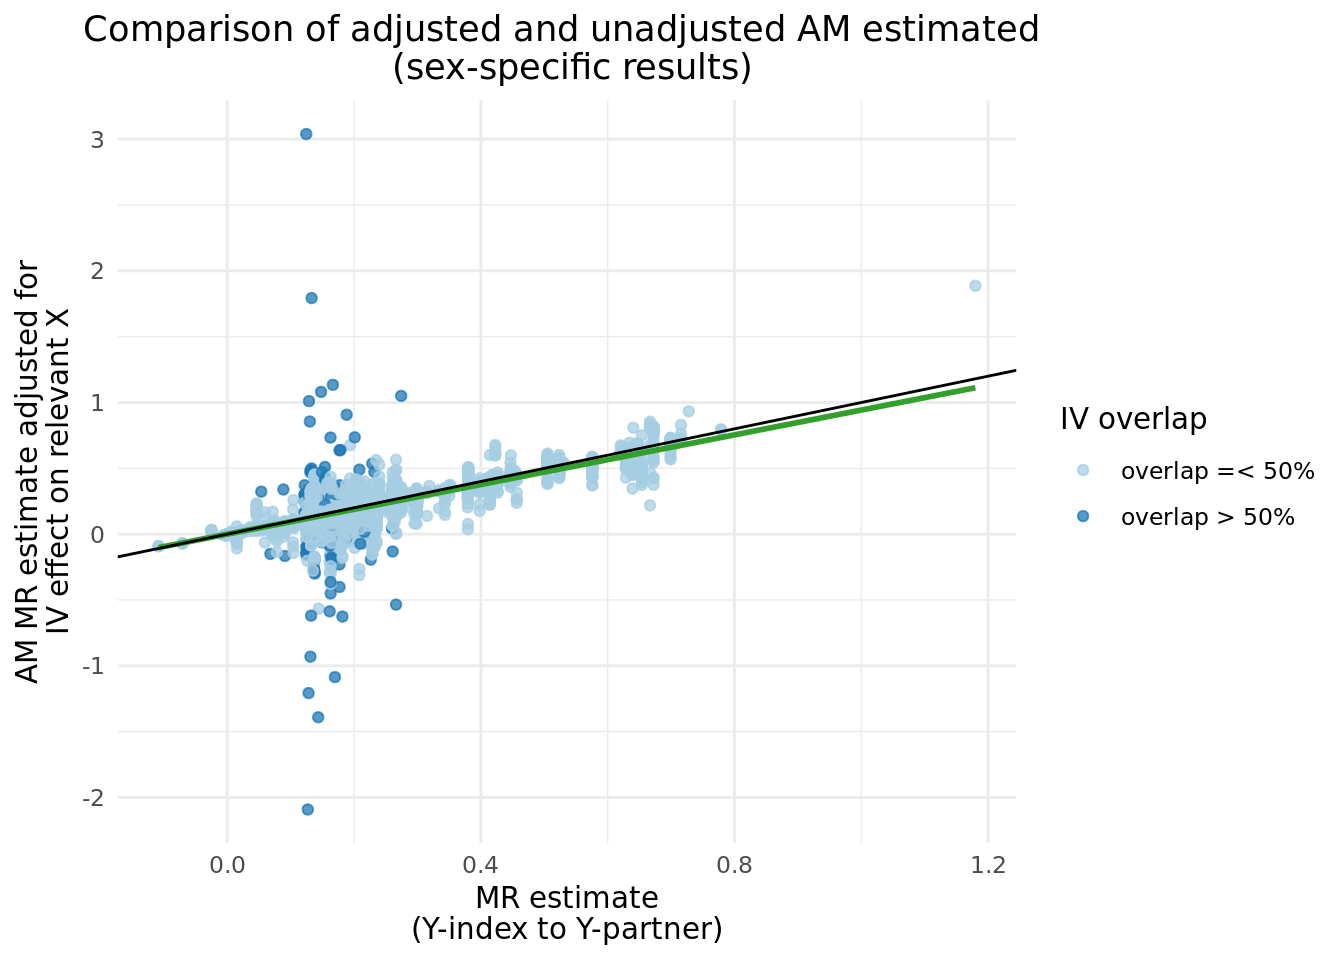 Comparison of adjusted and unadjusted AM estimated
(sex-specific results)
AM MR estimate adjusted for
IV effect on relevant X
3
2
1
0
-1
-2
0.0
0.4
0.8
1.2
MR estimate
(Y-index to Y-partner)
IV overlap
overlap =< 50%
overlap > 50%